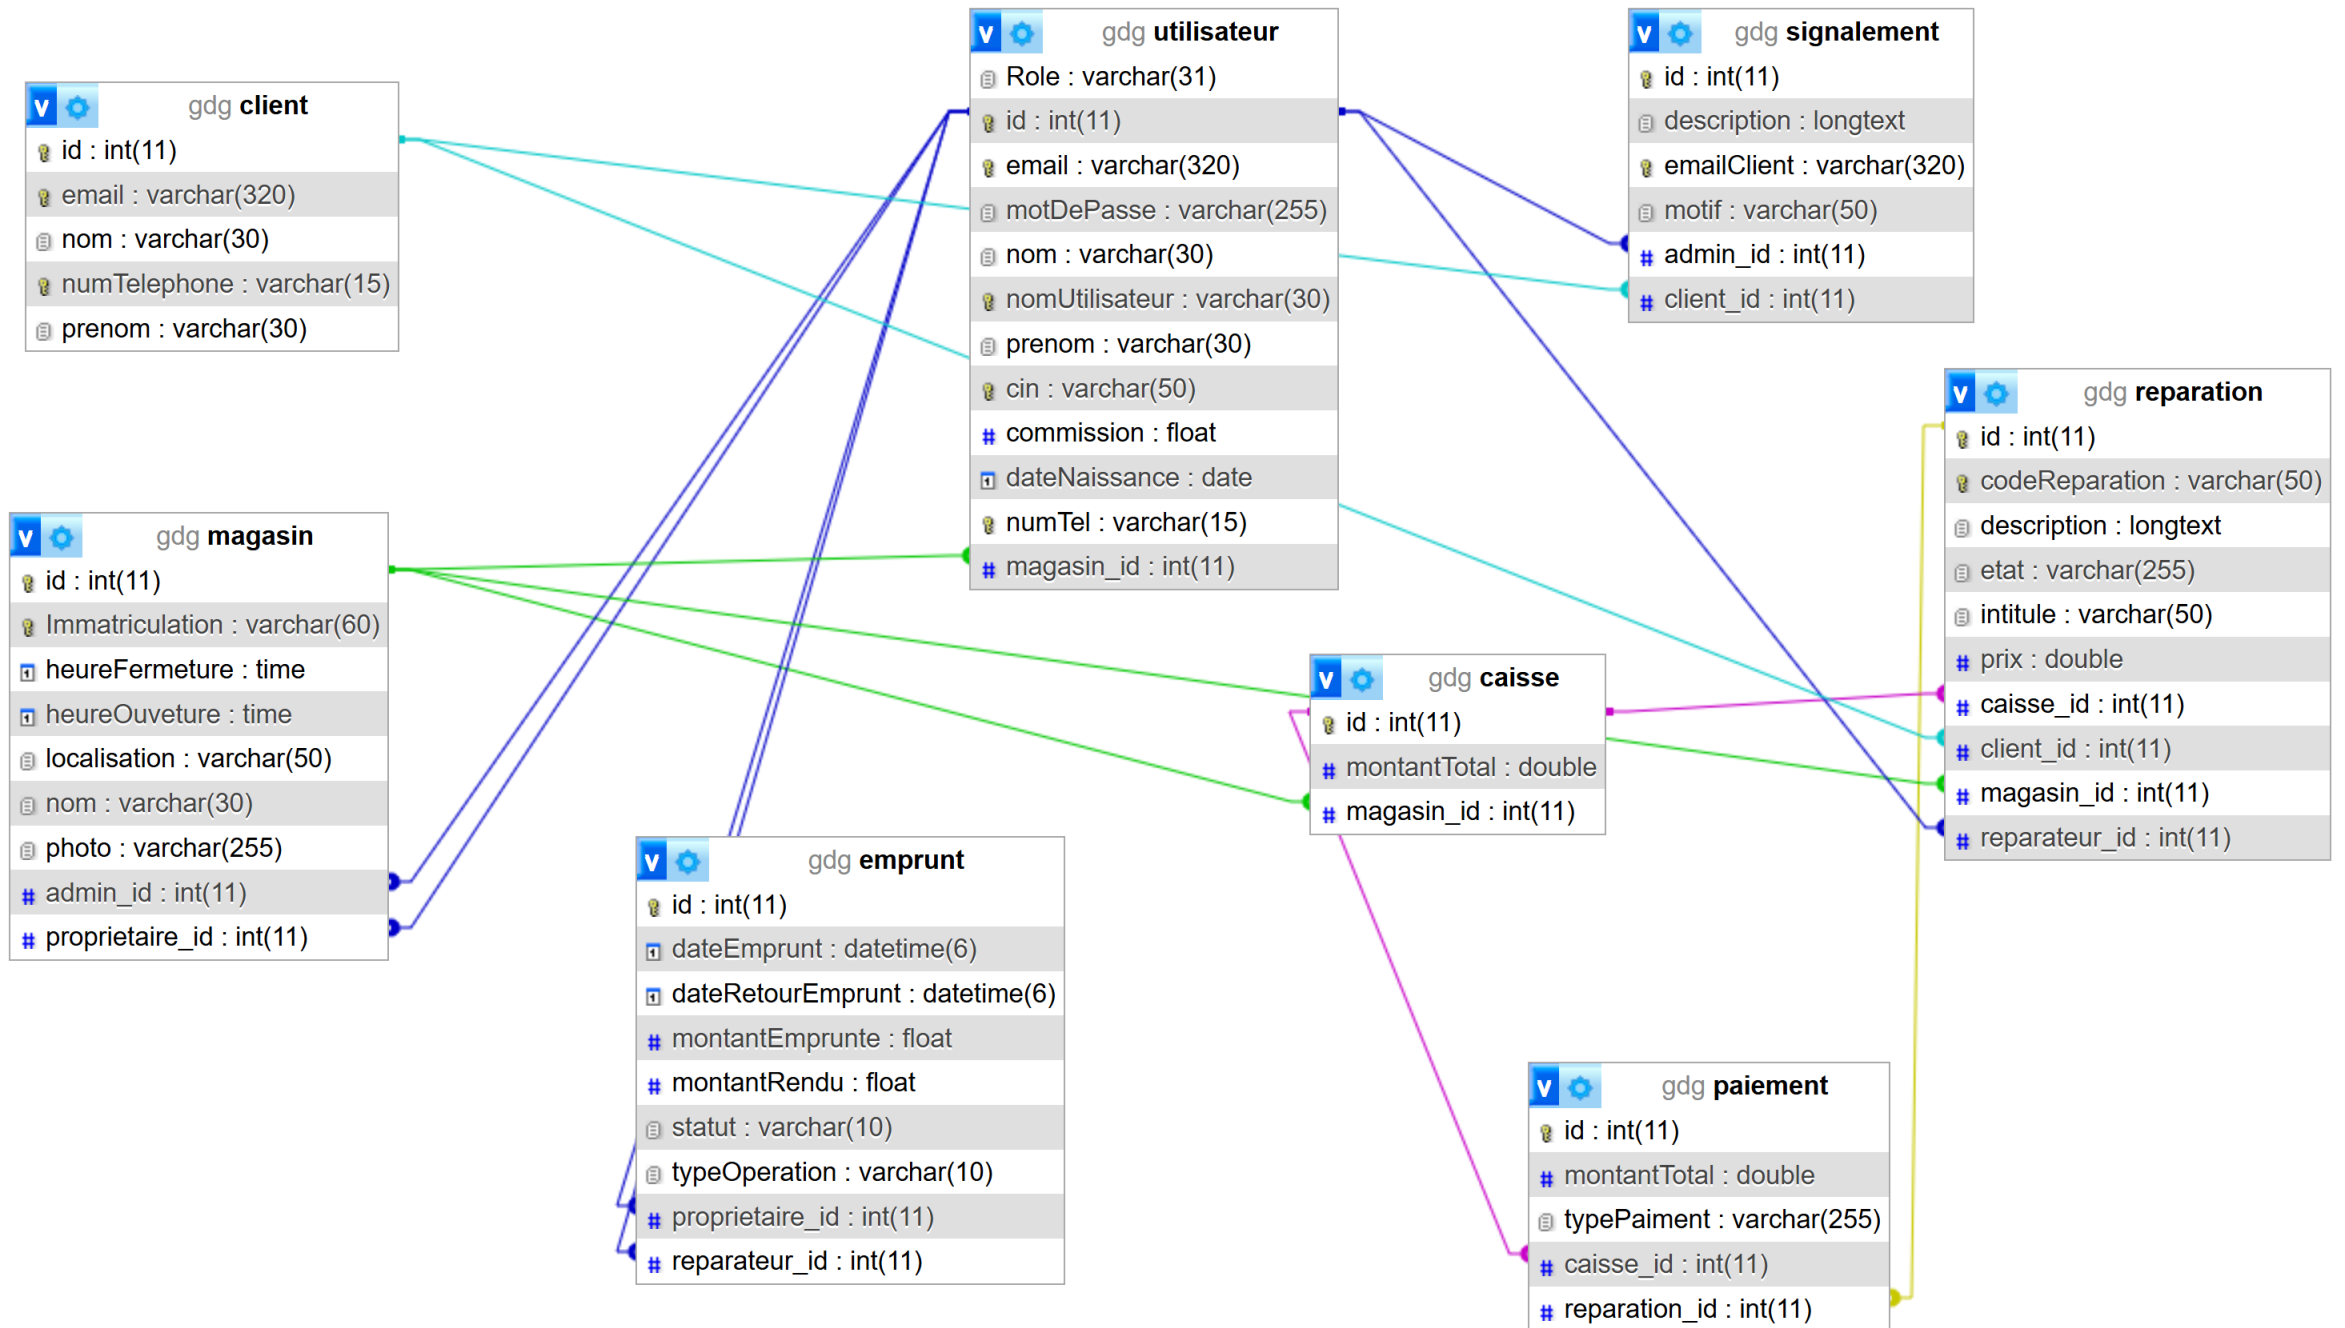 gdg client
id : int(11)
email : varchar(320)
nom : varchar(30)
numTelephone : varchar(15)
prenom : varchar(30)
gdg utilisateur
Role : varchar(31)
id : int(11)
email : varchar(320)
motDePasse : varchar(255)
nom : varchar(30)
nomUtilisateur : varchar(30)
prenom : varchar(30)
cin : varchar(50)
commission : float
dateNaissance : date
numTel : varchar(15)
magasin_id : int(11)
gdg signalement
id : int(11)
description : longtext
emailClient : varchar(320)
motif : varchar(50)
admin_id : int(11)
client_id : int(11)
gdg reparation
id : int(11)
codeReparation : varchar(50)
description : longtext
etat : varchar(255)
intitule : varchar(50)
prix : double
caisse_id : int(11)
client_id : int(11)
magasin_id : int(11)
reparateur_id : int(11)
gdg magasin
id : int(11)
Immatriculation : varchar(60)
heureFermeture : time
heureOuveture : time
localisation : varchar(50)
nom : varchar(30)
photo : varchar(255)
admin_id : int(11)
proprietaire_id : int(11)
gdg caisse
id : int(11)
montantTotal : double
magasin_id : int(11)
gdg emprunt
id : int(11)
dateEmprunt : datetime(6)
dateRetourEmprunt : datetime(6)
montantEmprunte : float
montantRendu : float
statut : varchar(10)
typeOperation : varchar(10)
proprietaire_id : int(11)
reparateur_id : int(11)
gdg paiement
id : int(11)
montantTotal : double
typePaiment : varchar(255)
caisse_id : int(11)
reparation_id : int(11)